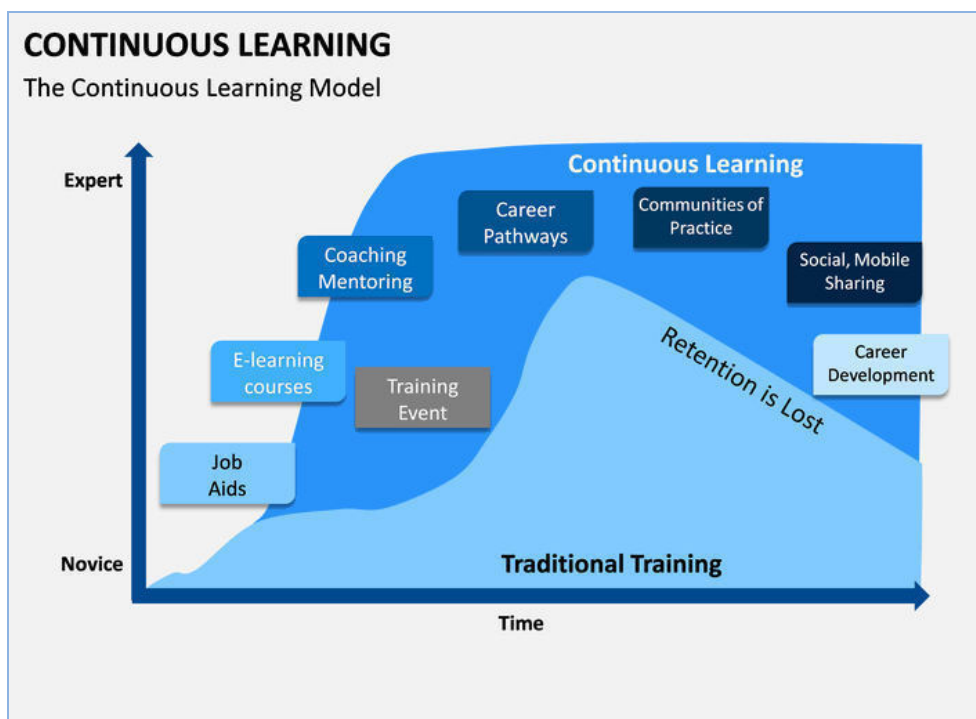 CONTINUOUS LEARNING
The Continuous Learning Model
Expert
Continuous Learning
Career
Pathways
Communities of
Practice
Coaching
Mentoring
Social, Mobile
Sharing
E-learning
courses
Training
Event
Retention is Lost
Career
Development
Job
Aids
Novice
Traditional Training
Time